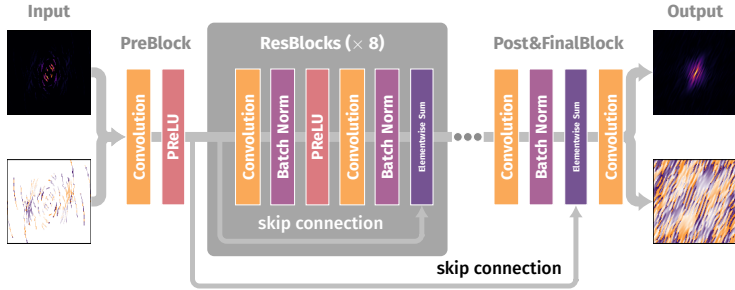 Input
Output
PreBlock
ResBlocks (× 8)
Post&FinalBlock
Convolution
PReLU
Convolution
Batch Norm
PReLU
Convolution
Batch Norm
Elementwise Sum
Convolution
Batch Norm
Elementwise Sum
Convolution
skip connection
skip connection